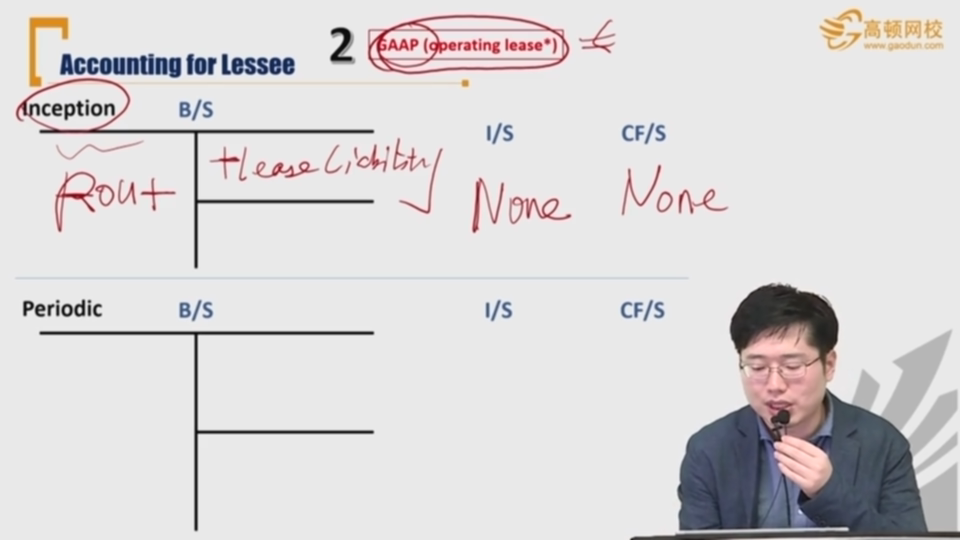 高顿网校
www.gaodun.com
Accounting for Lessee
2
GAAP (operating lease*)
Inception
B/S
I/S
CF/S
ROU+
+Lease Liability
None
None
Periodic
B/S
I/S
CF/S